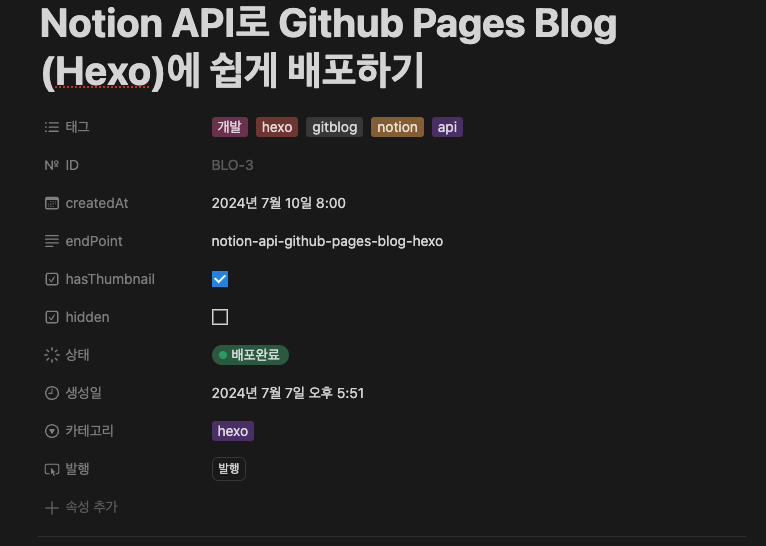 Notion API로 Github Pages Blog
(Hexo)에 쉽게 배포하기
태그 개발 hexo gitblog notion api
Nº ID BLO-3
createdAt 2024년 7월 10일 8:00
endPoint notion-api-github-pages-blog-hexo
hasThumbnail
hidden
상태 배포완료
생성일 2024년 7월 7일 오후 5:51
카테고리 hexo
발행 발행
속성 추가